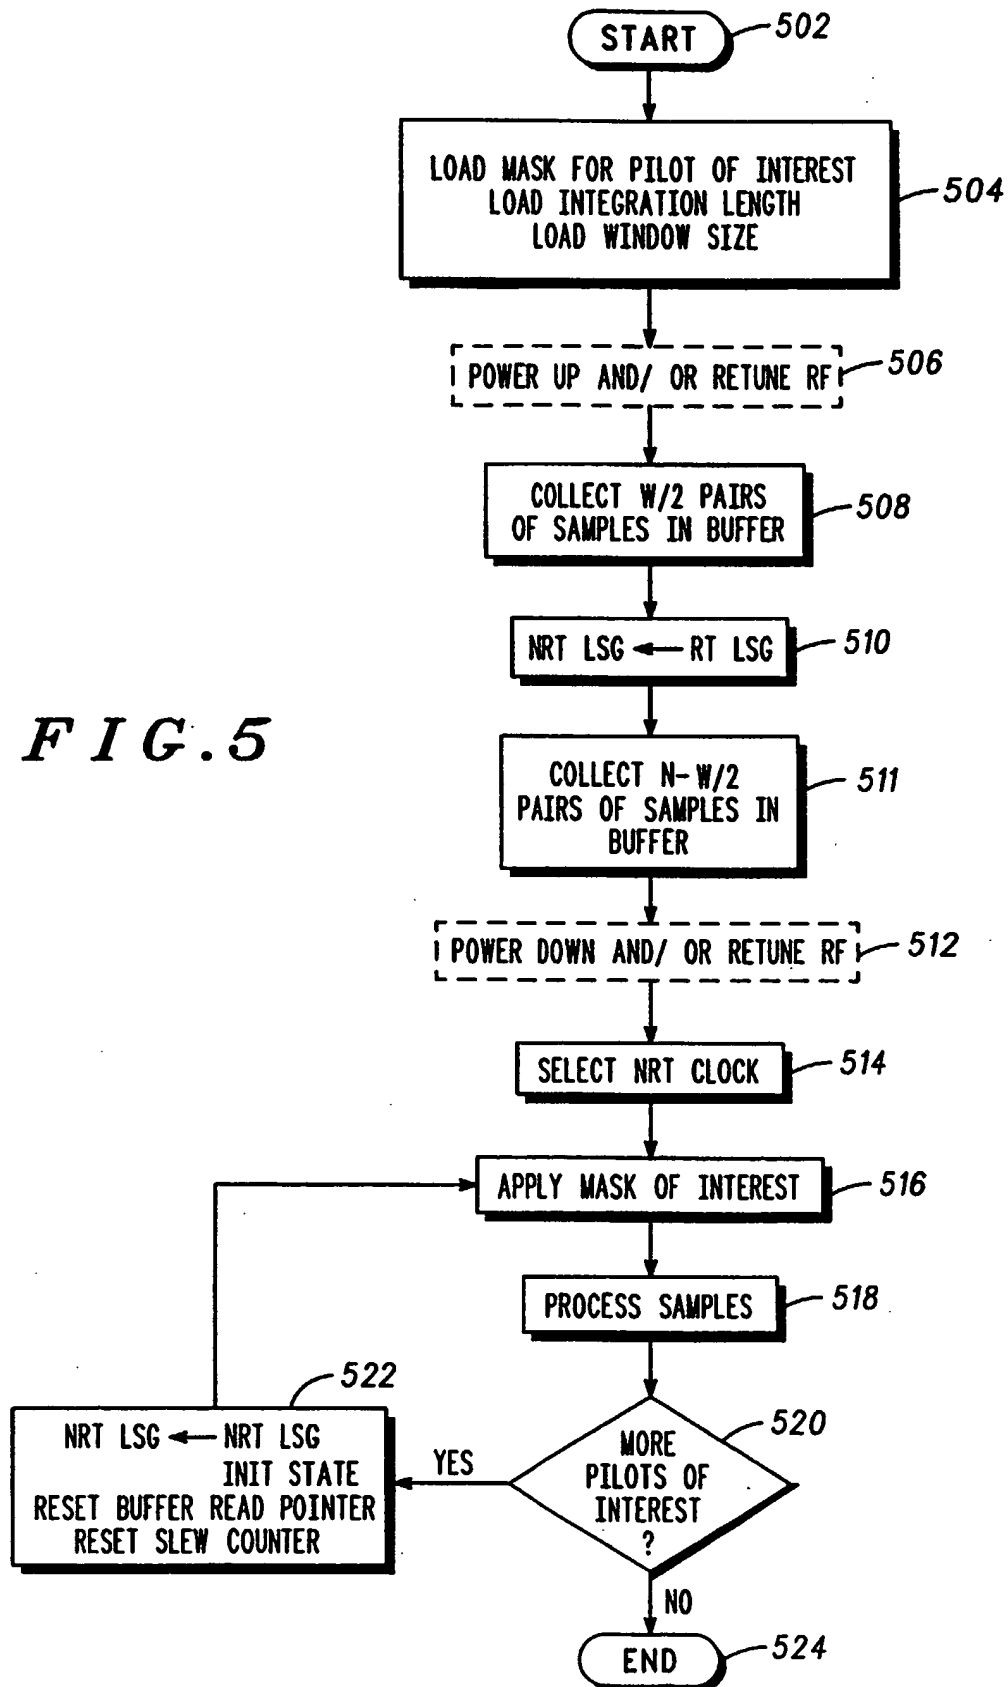 START
502
LOAD MASK FOR PILOT OF INTEREST
LOAD INTEGRATION LENGTH
LOAD WINDOW SIZE
504
POWER UP AND/ OR RETUNE RF
506
COLLECT W/2 PAIRS
OF SAMPLES IN BUFFER
508
NRT LSG ← RT LSG
510
FIG.5
COLLECT N-W/2
PAIRS OF SAMPLES IN
BUFFER
511
POWER DOWN AND/ OR RETUNE RF
512
SELECT NRT CLOCK
514
APPLY MASK OF INTEREST
516
PROCESS SAMPLES
518
522
NRT LSG ← NRT LSG
INIT STATE
RESET BUFFER READ POINTER
RESET SLEW COUNTER
YES
MORE
PILOTS OF
INTEREST
?
520
NO
END
524